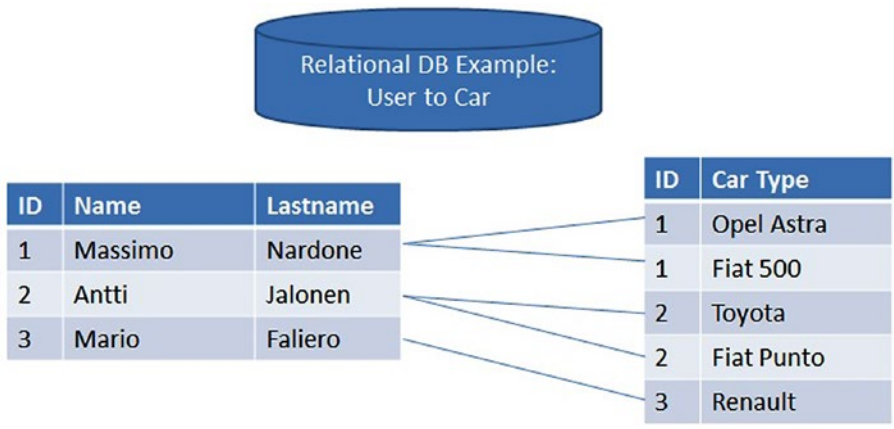 Relational DB Example:
User to Car
ID Name Lastname
1 Massimo Nardone
2 Antti Jalonen
3 Mario Faliero
ID Car Type
1 Opel Astra
1 Fiat 500
2 Toyota
2 Fiat Punto
3 Renault